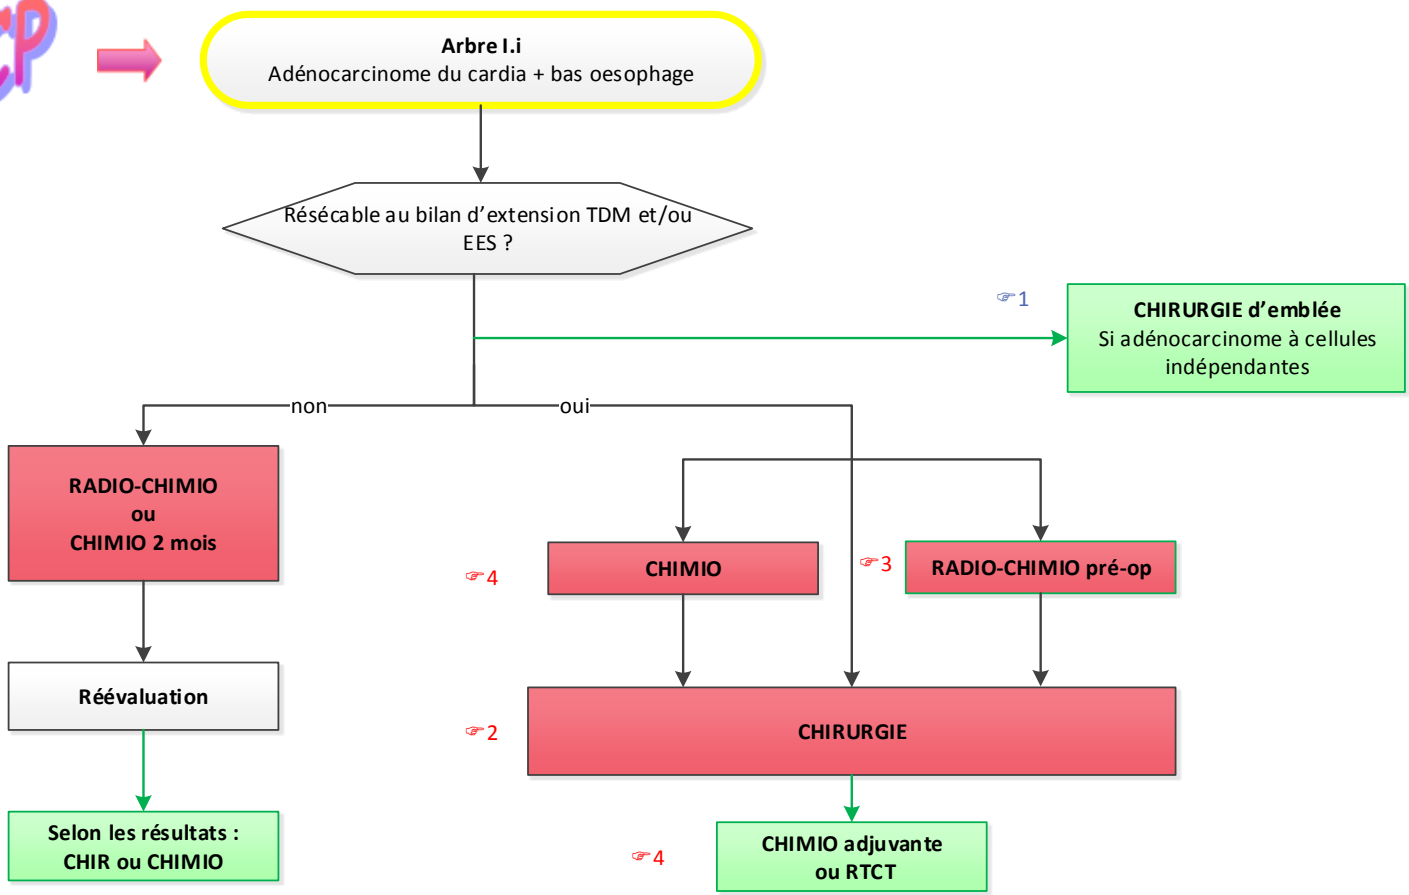 CP
Arbre I.i
Adénocarcinome du cardia + bas oesophage
Résécable au bilan d’extension TDM et/ou
EES ?
☞1
CHIRURGIE d’emblée
Si adénocarcinome à cellules
indépendantes
non
oui
RADIO-CHIMIO
ou
CHIMIO 2 mois
☞4
CHIMIO
☞3
RADIO-CHIMIO pré-op
Réévaluation
☞2
CHIRURGIE
Selon les résultats :
CHIR ou CHIMIO
☞4
CHIMIO adjuvante
ou RTCT